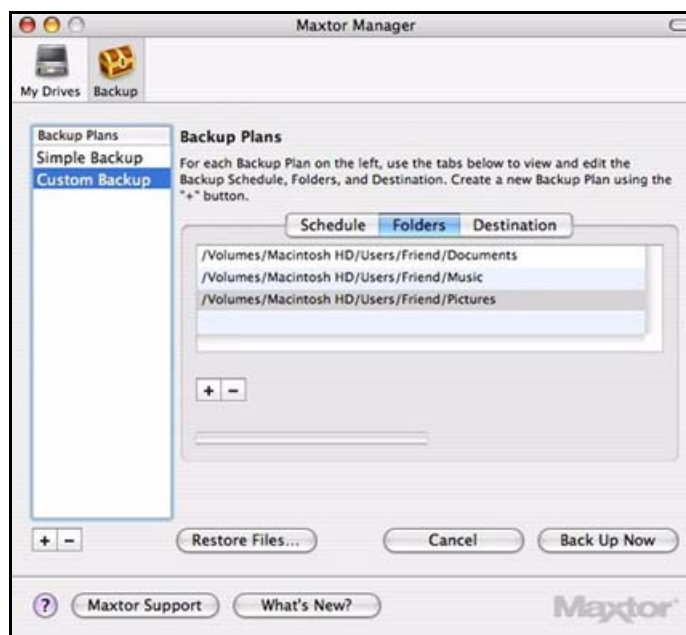 Maxtor Manager
My Drives Backup
Backup Plans
Simple Backup
Custom Backup
Backup Plans
For each Backup Plan on the left, use the tabs below to view and edit the
Backup Schedule, Folders, and Destination. Create a new Backup Plan using the
"+" button.
Schedule Folders Destination
/Volumes/Macintosh HD/Users/Friend/Documents
/Volumes/Macintosh HD/Users/Friend/Music
/Volumes/Macintosh HD/Users/Friend/Pictures
+ −
+ − Restore Files... Cancel Back Up Now
? Maxtor Support What's New? Maxtor